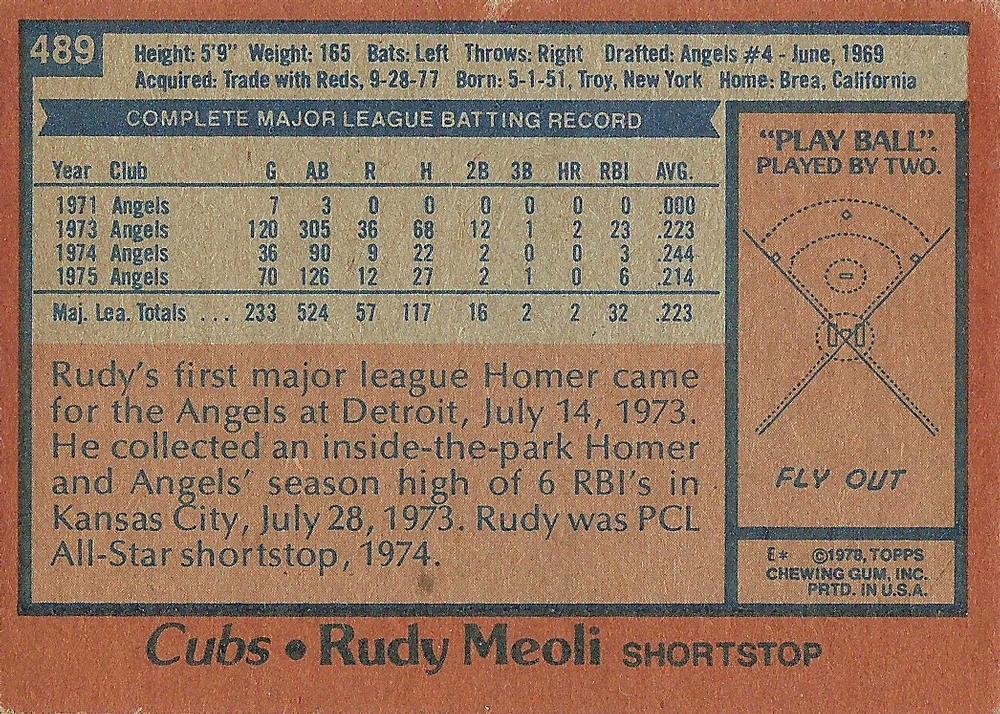 489
Height: 5'9" Weight: 165 Bats: Left Throws: Right Drafted: Angels #4 - June, 1969
Acquired: Trade with Reds, 9-28-77 Born: 5-1-51, Troy, New York Home: Brea, California
COMPLETE MAJOR LEAGUE BATTING RECORD
Year Club G AB R H 2B 3B HR RBI AVG.
1971 Angels 7 3 0 0 0 0 0 0 .000
1973 Angels 120 305 36 68 12 1 2 23 .223
1974 Angels 36 90 9 22 2 0 0 3 .244
1975 Angels 70 126 12 27 2 1 0 6 .214
Maj. Lea. Totals ... 233 524 57 117 16 2 2 32 .223
Rudy's first major league Homer came
for the Angels at Detroit, July 14, 1973.
He collected an inside-the-park Homer
and Angels' season high of 6 RBI's in
Kansas City, July 28, 1973. Rudy was PCL
All-Star shortstop, 1974.
"PLAY BALL".
PLAYED BY TWO.
FLY OUT
E* ©1978, TOPPS
CHEWING GUM, INC.
PRTD. IN U.S.A.
Cubs • Rudy Meoli SHORTSTOP